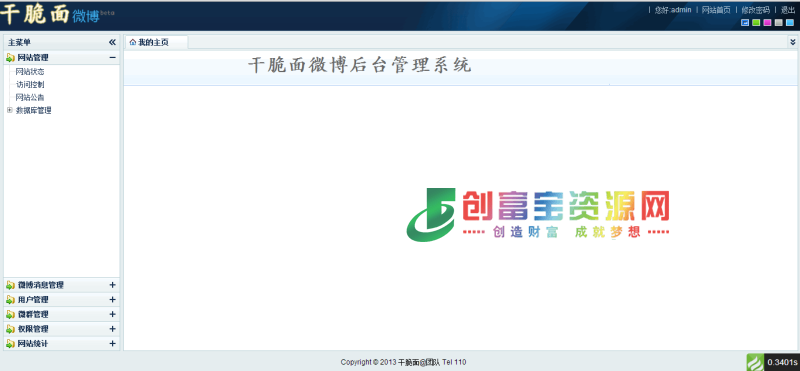 干脆面微博beta
您好:admin | 网站首页 | 修改密码 | 退出
主菜单
我的主页
网站管理
网站状态
访问控制
网站公告
数据库管理
干脆面微博后台管理系统
创富宝资源网
创造财富 成就梦想
微博消息管理
用户管理
微群管理
权限管理
网站统计
Copyright © 2013 干脆面@团队 Tel 110
0.3401s